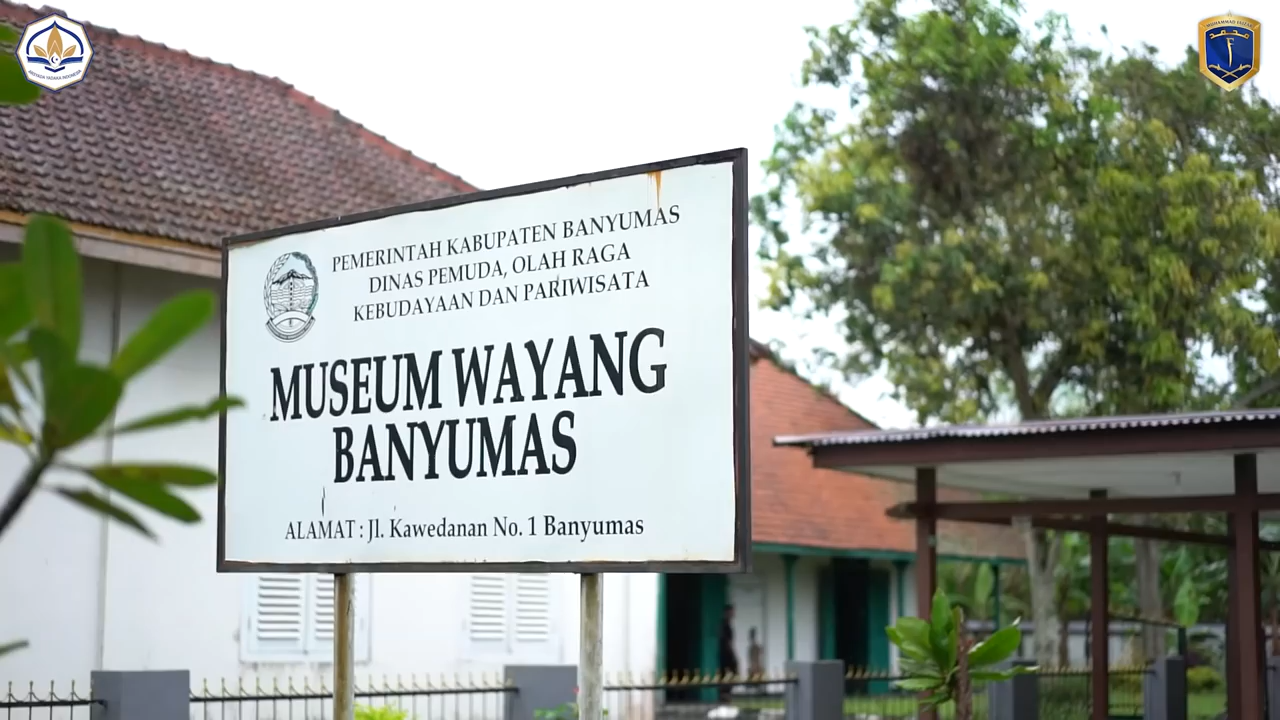 PEMERINTAH KABUPATEN BANYUMAS
DINAS PEMUDA, OLAH RAGA
KEBUDAYAAN DAN PARIWISATA
MUSEUM WAYANG
BANYUMAS
ALAMAT : Jl. Kawedanan No. 1 Banyumas